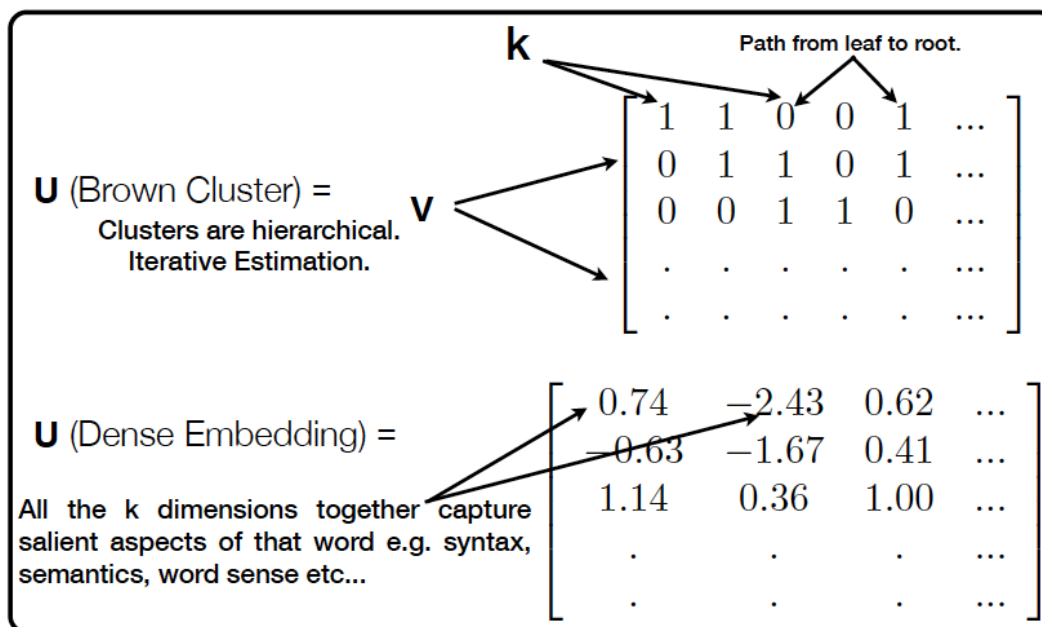 k
Path from leaf to root.
1 1 0 0 1 ...
0 1 1 0 1 ...
U (Brown Cluster) =
v
0 0 1 1 0 ...
Clusters are hierarchical.
Iterative Estimation.
. . . . . ...
. . . . . ...
0.74 −2.43 0.62 ...
U (Dense Embedding) =
−0.63 −1.67 0.41 ...
1.14 0.36 1.00 ...
All the k dimensions together capture
salient aspects of that word e.g. syntax,
semantics, word sense etc...
. . . ...
. . . ...